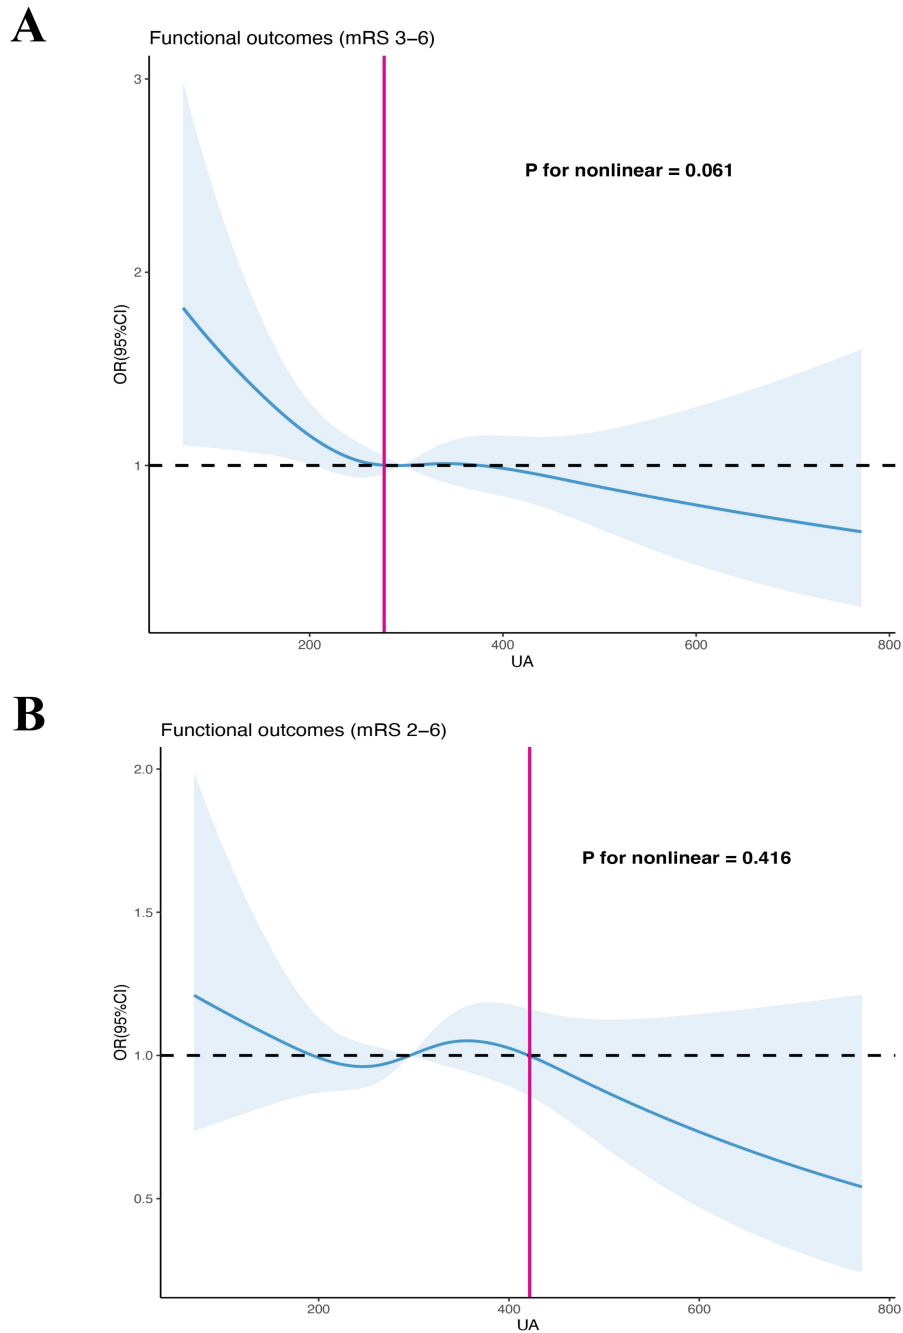 A
Functional outcomes (mRS 3–6)
3
P for nonlinear = 0.061
2
OR(95%CI)
1
200 400 600 800
UA
B
Functional outcomes (mRS 2–6)
2.0
P for nonlinear = 0.416
1.5
OR(95%CI)
1.0
0.5
200 400 600 800
UA